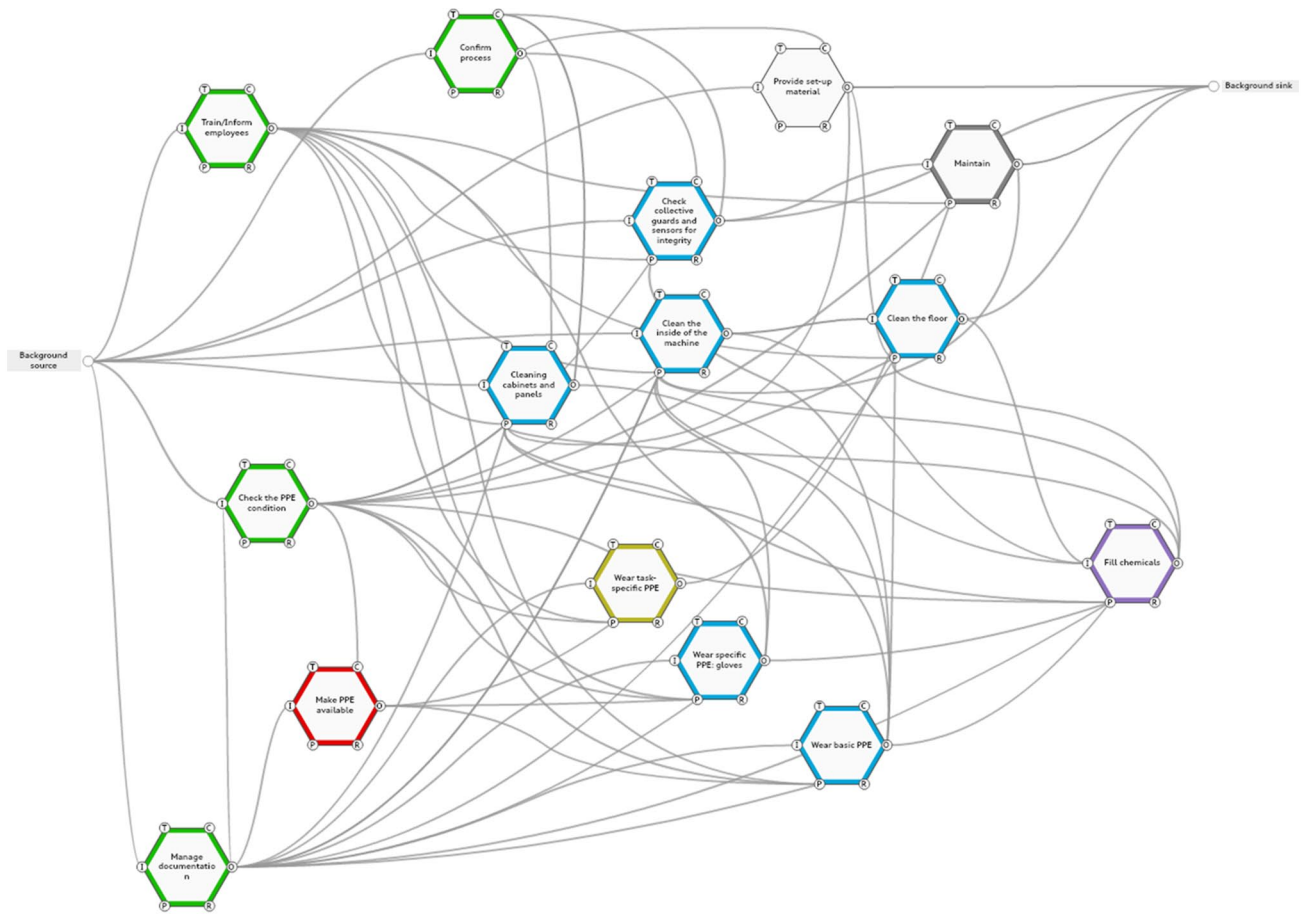 T C
Confirm
process
I O
P R
T C
Provide set-up
material
I O
P R
Background sink
T C
Train/Inform
employees
I O
P R
T C
Maintain
I O
P R
T C
Check
collective
guards and
sensors for
integrity
I O
P R
T C
Clean the floor
I O
P R
T C
Clean the
inside of the
machine
I O
P R
Background
source
T C
Cleaning
cabinets and
panels
I O
P R
T C
Check the PPE
condition
I O
P R
T C
Fill chemicals
I O
P R
T C
Wear task-
specific PPE
I O
P R
T C
Wear specific
PPE: gloves
I O
P R
T C
Make PPE
available
I O
P R
T C
Wear basic PPE
I O
P R
T C
Manage
documentatio
n
I O
P R